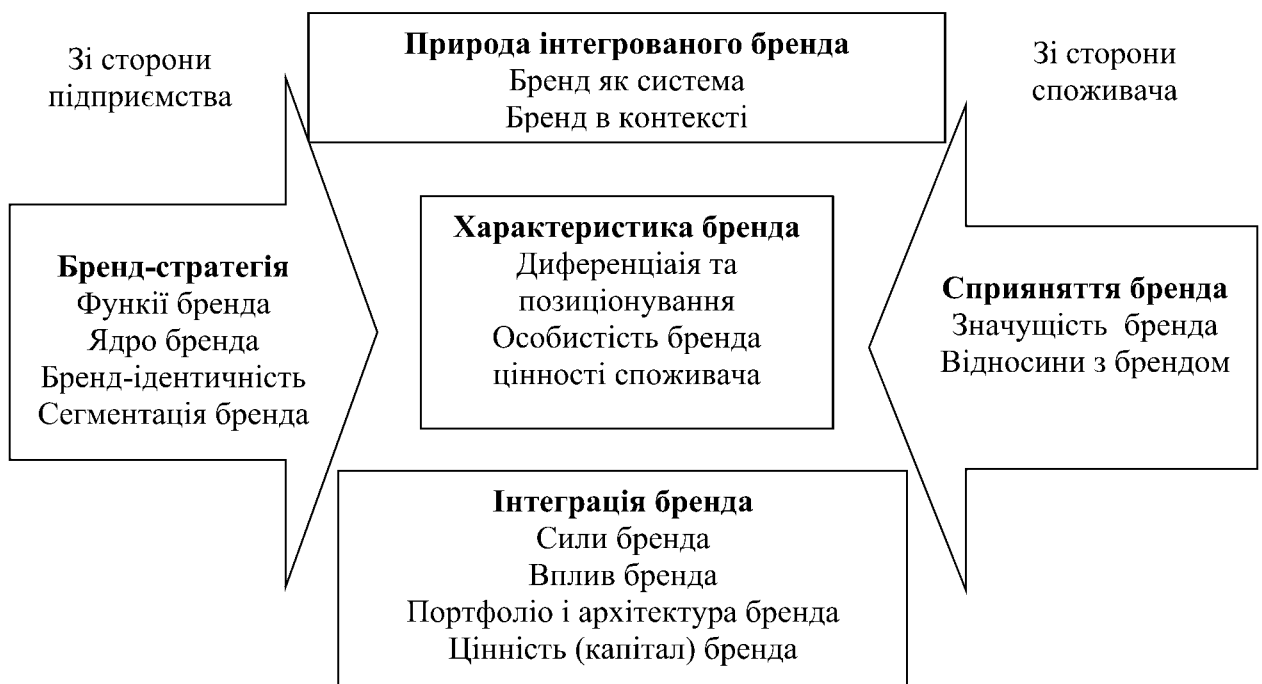 Зі сторони
підприємства
Природа інтегрованого бренда
Бренд як система
Бренд в контексті
Зі сторони
споживача
Бренд-стратегія
Функії бренда
Ядро бренда
Бренд-ідентичність
Сегментація бренда
Характеристика бренда
Диференціаія та
позиціонування
Особистість бренда
цінності споживача
Сприяняття бренда
Значущість бренда
Відносини з брендом
Інтеграція бренда
Сили бренда
Вплив бренда
Портфоліо і архітектура бренда
Цінність (капітал) бренда